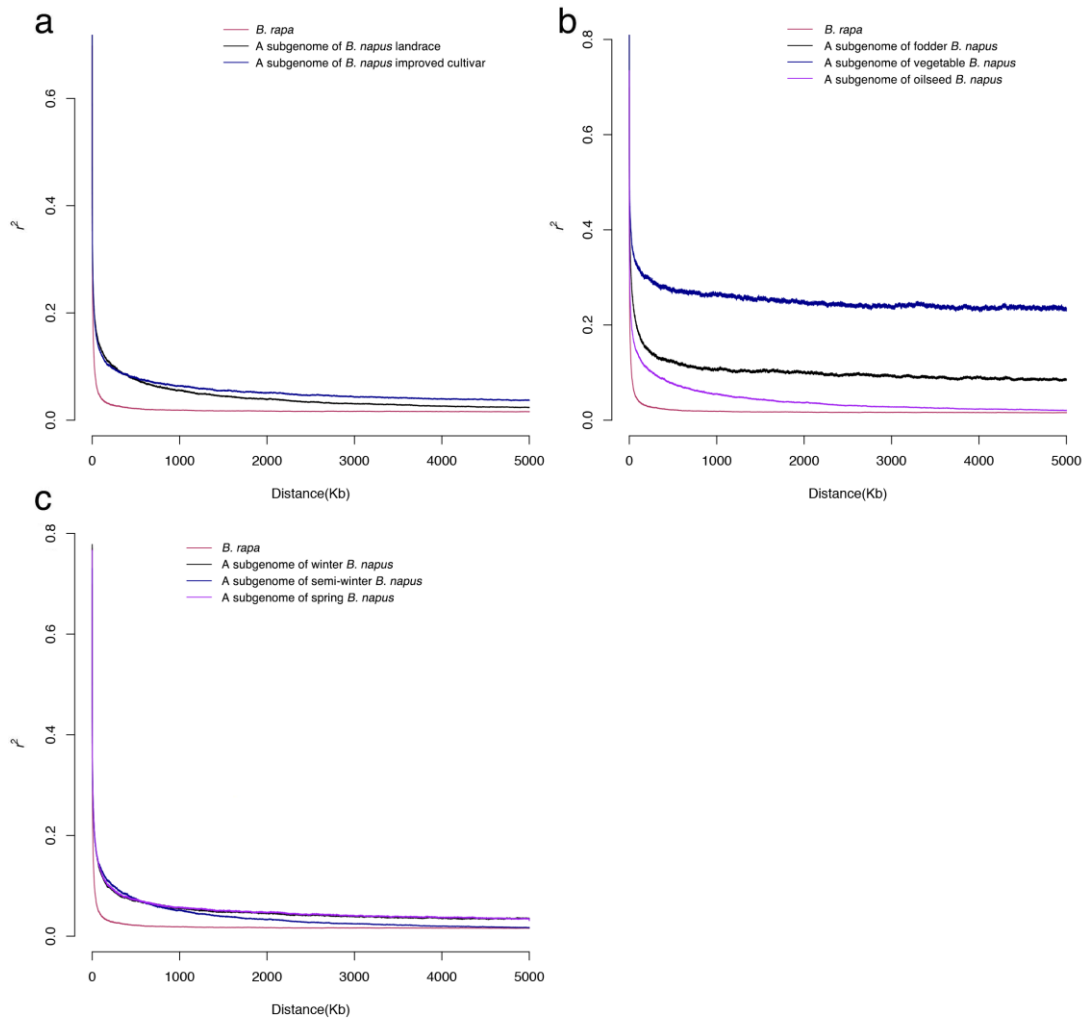 a
B. rapa
A subgenome of B. napus landrace
A subgenome of B. napus improved cultivar
r²
0.6
0.4
0.2
0.0
0 1000 2000 3000 4000 5000
Distance(Kb)
b
B. rapa
A subgenome of fodder B. napus
A subgenome of vegetable B. napus
A subgenome of oilseed B. napus
r²
0.8
0.6
0.4
0.2
0.0
0 1000 2000 3000 4000 5000
Distance(Kb)
c
B. rapa
A subgenome of winter B. napus
A subgenome of semi-winter B. napus
A subgenome of spring B. napus
r²
0.8
0.6
0.4
0.2
0.0
0 1000 2000 3000 4000 5000
Distance(Kb)